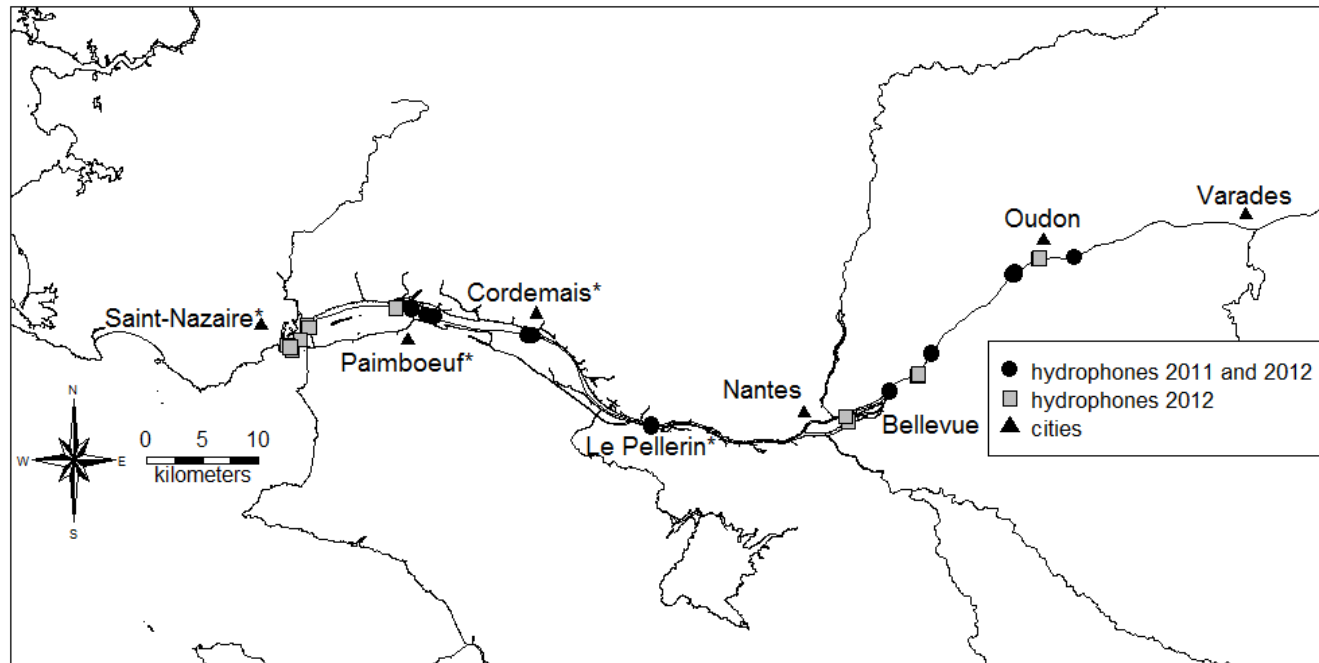 Varades
Oudon
Cordemais*
Saint-Nazaire*
Paimboeuf*
Nantes
Bellevue
Le Pellerin*
hydrophones 2011 and 2012
hydrophones 2012
cities
N
W
E
S
0 5 10
kilometers